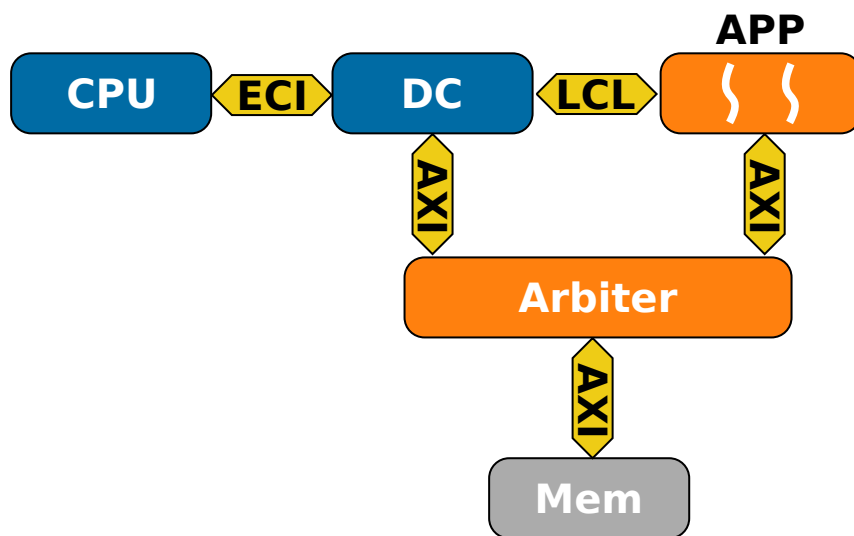 APP
CPU
ECI
DC
LCL
AXI
AXI
Arbiter
AXI
Mem